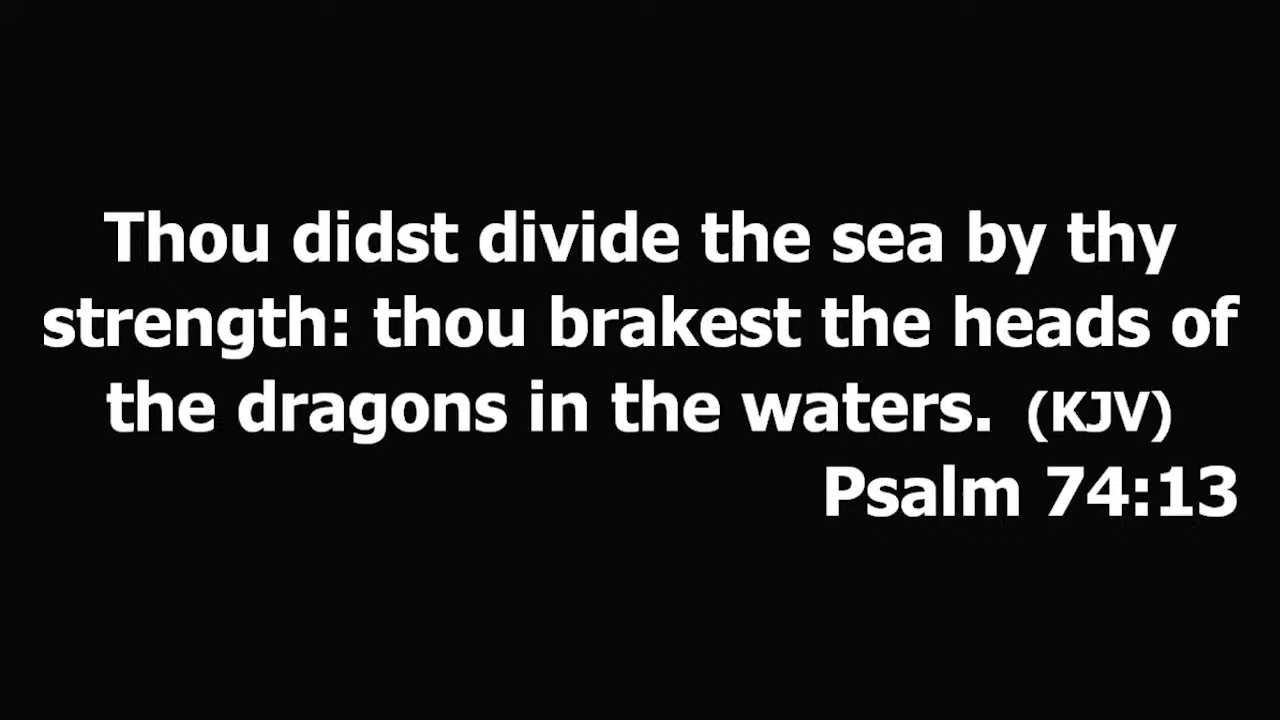 Thou didst divide the sea by thy
strength: thou brakest the heads of
the dragons in the waters. (KJV)
Psalm 74:13